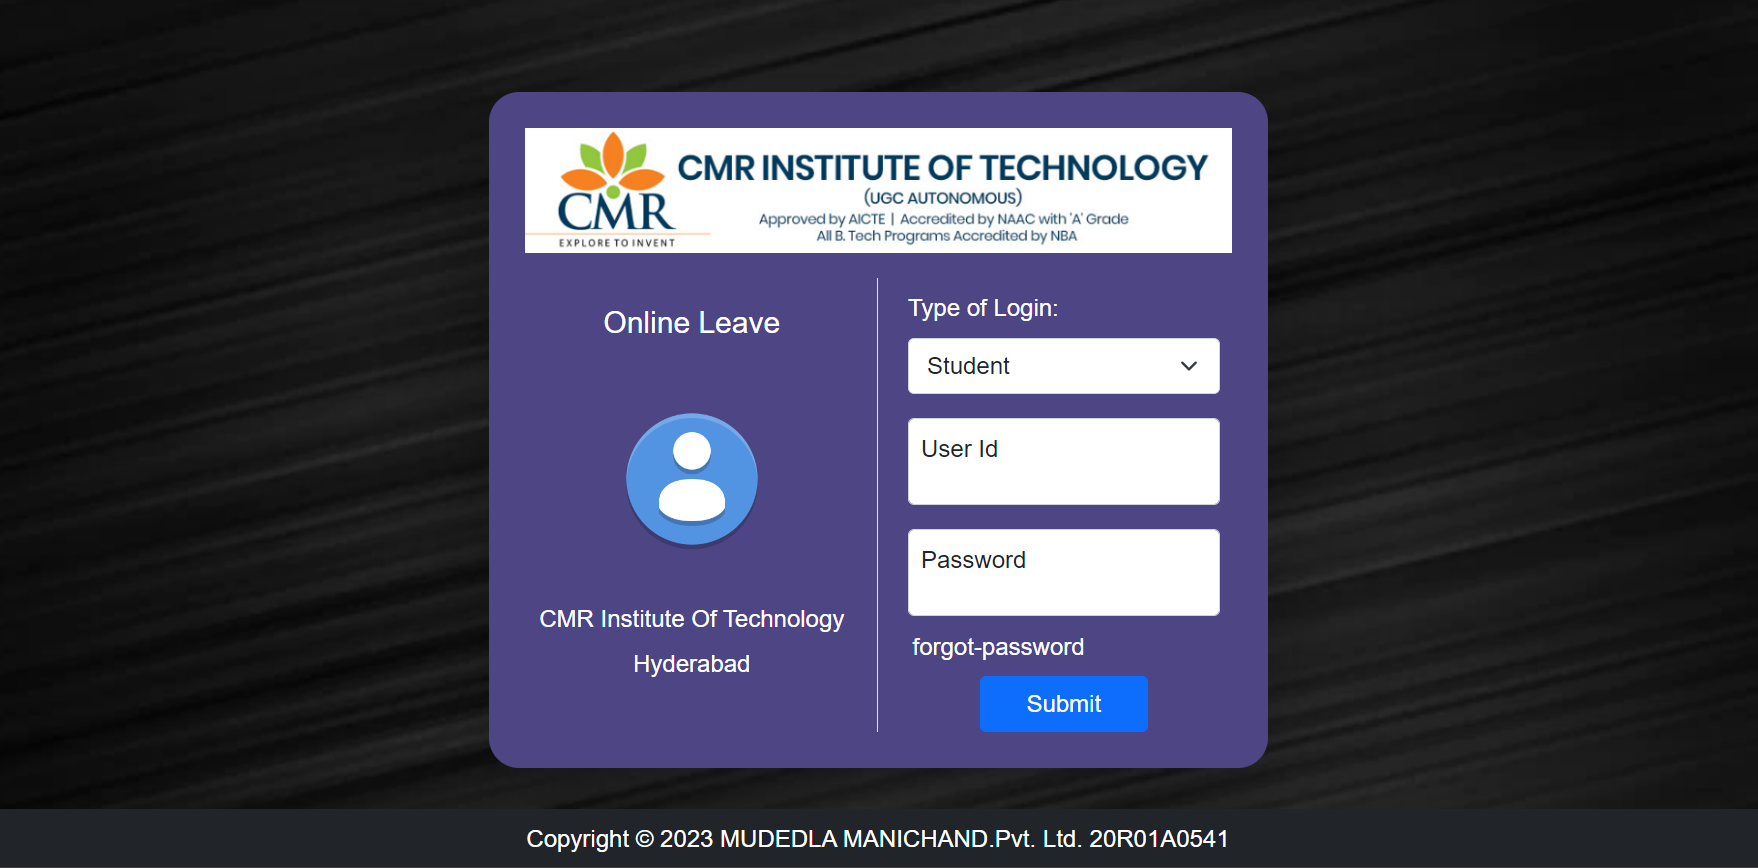 CMR INSTITUTE OF TECHNOLOGY
(UGC AUTONOMOUS)
Approved by AICTE | Accredited by NAAC with 'A' Grade
All B. Tech Programs Accredited by NBA
CMR
EXPLORE TO INVENT
Online Leave
CMR Institute Of Technology
Hyderabad
Type of Login:
Student
User Id
Password
forgot-password
Submit
Copyright © 2023 MUDEDLA MANICHAND.Pvt. Ltd. 20R01A0541